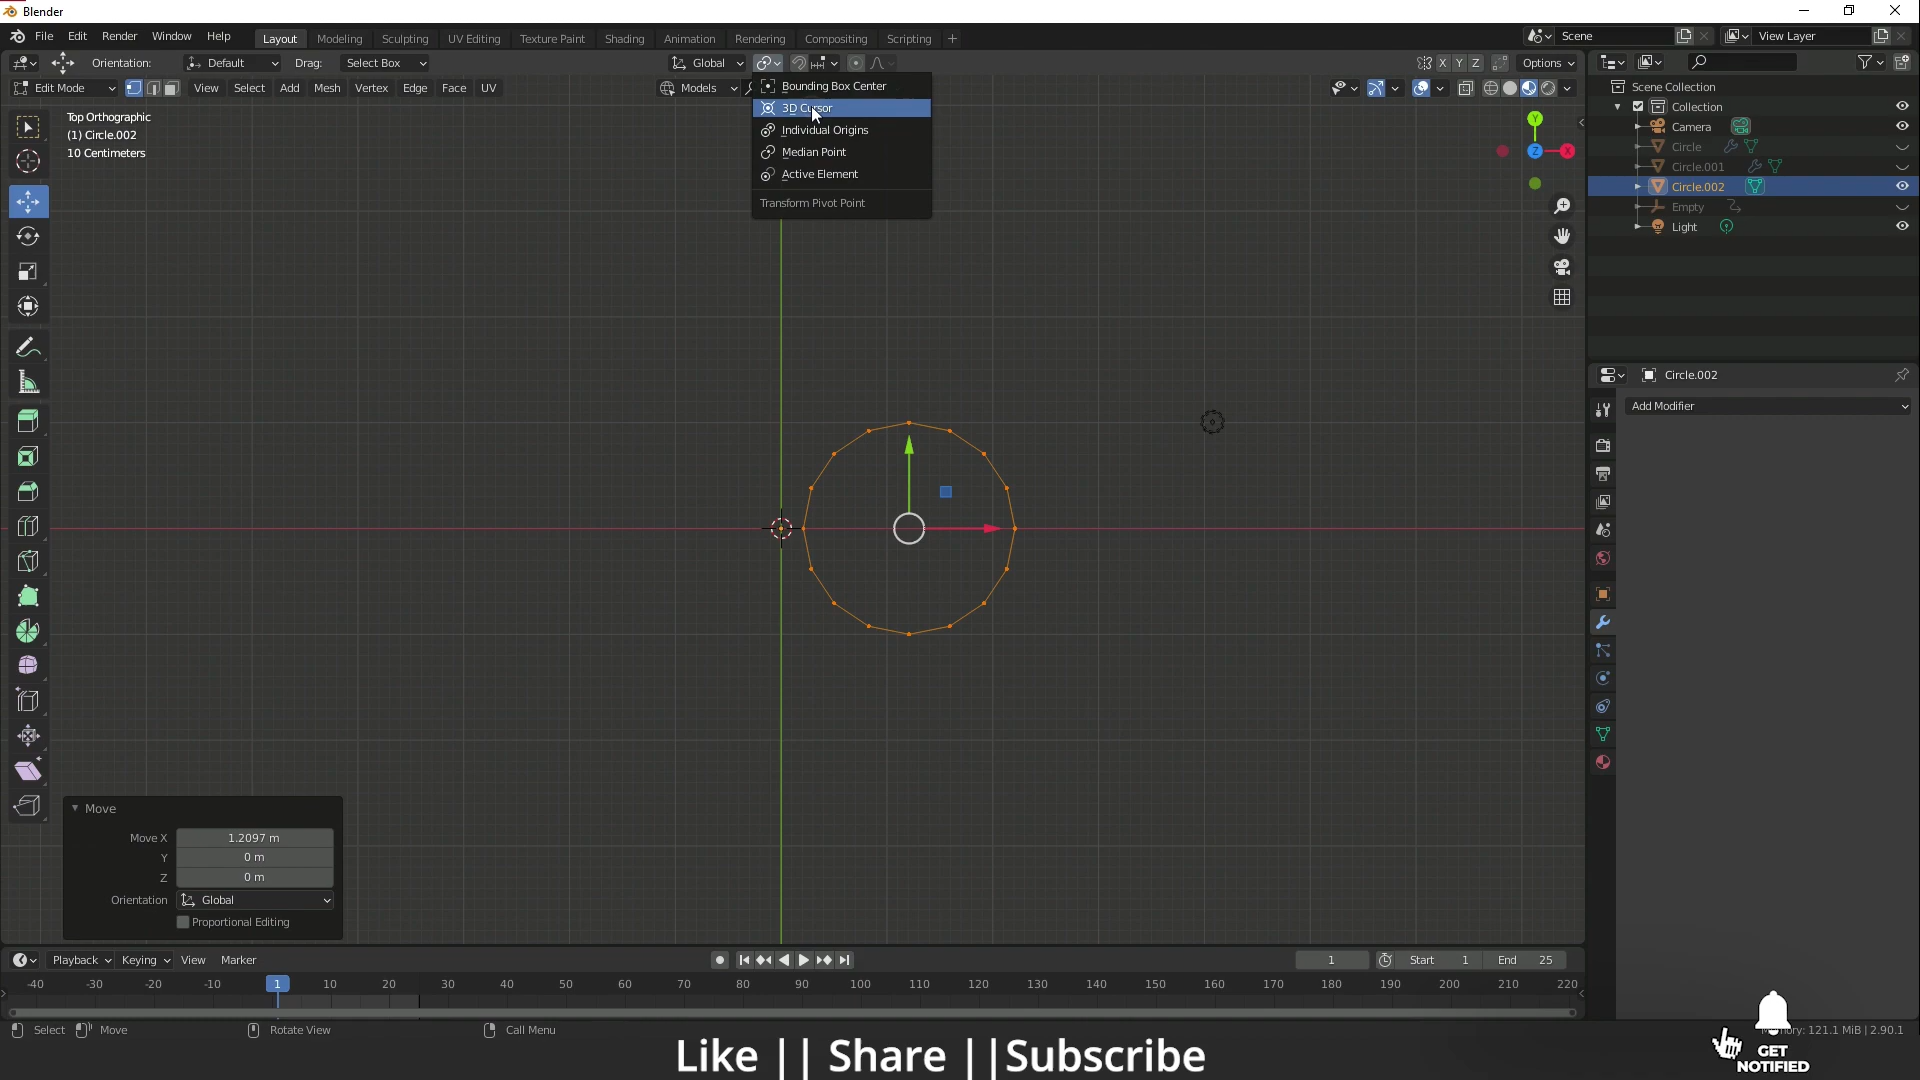 Blender
File Edit Render Window Help
Layout Modeling Sculpting UV Editing Texture Paint Shading Animation Rendering Compositing Scripting
Scene
View Layer
Orientation: Default Drag: Select Box
Global
X Y Z Options
Edit Mode View Select Add Mesh Vertex Edge Face UV
Models
Bounding Box Center
3D Cursor
Individual Origins
Median Point
Active Element
Transform Pivot Point
Top Orthographic
(1) Circle.002
10 Centimeters
Y
Z
X
Scene Collection
Collection
Camera
Circle
Circle.001
Circle.002
Empty
Light
Circle.002
Add Modifier
Move
Move X 1.2097 m
Y 0 m
Z 0 m
Orientation Global
Proportional Editing
Playback Keying View Marker
1 Start 1 End 25
-40 -30 -20 -10 1 10 20 30 40 50 60 70 80 90 100 110 120 130 140 150 160 170 180 190 200 210 220
Select Move Rotate View Call Menu
ory: 121.1 MiB | 2.90.1
Like || Share ||Subscribe
GET
NOTIFIED